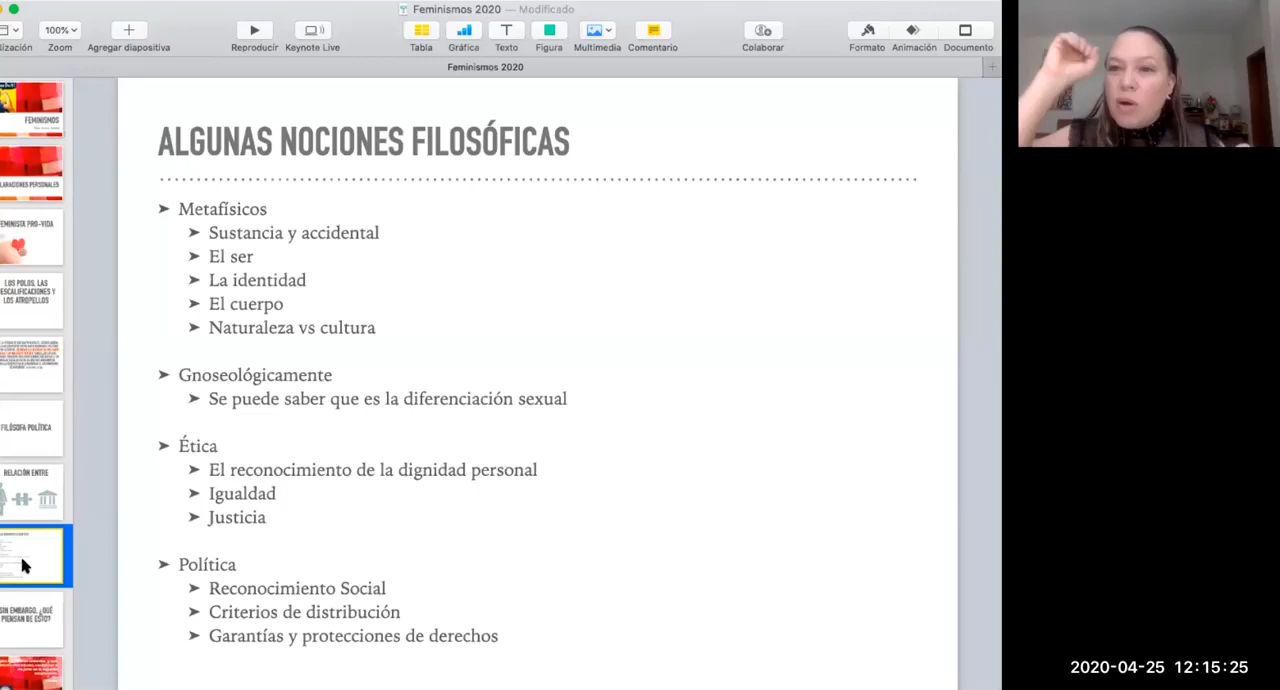 Feminismos 2020 — Modificado
100%
Zoom
Agregar diapositiva
Reproducir
Keynote Live
Tabla
Gráfica
Texto
Figura
Multimedia
Comentario
Colaborar
Formato
Animación
Documento
Feminismos 2020
FEMINISMOS
FEMINISTA PRO-VIDA
LOS POLOS, LAS
DESCALIFICACIONES Y
LOS ATROPELLOS
FILÓSOFA POLÍTICA
RELACIÓN ENTRE
SIN EMBARGO, ¿QUÉ
PIENSAN DE ESTO?
ALGUNAS NOCIONES FILOSÓFICAS
➤ Metafísicos
➤ Sustancia y accidental
➤ El ser
➤ La identidad
➤ El cuerpo
➤ Naturaleza vs cultura
➤ Gnoseológicamente
➤ Se puede saber que es la diferenciación sexual
➤ Ética
➤ El reconocimiento de la dignidad personal
➤ Igualdad
➤ Justicia
➤ Política
➤ Reconocimiento Social
➤ Criterios de distribución
➤ Garantías y protecciones de derechos
2020-04-25 12:15:25